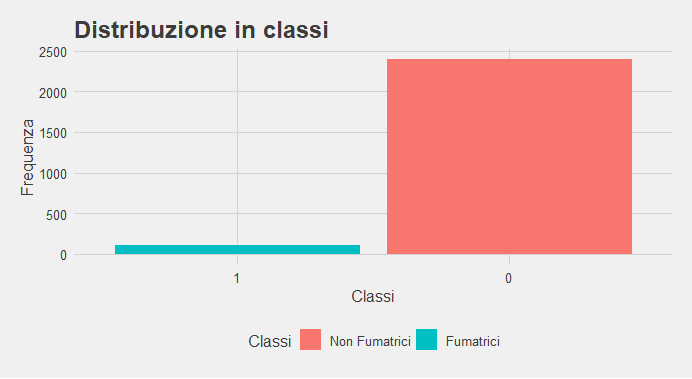 Distribuzione in classi
2500
2000
1500
1000
500
0
Frequenza
1 0
Classi
Classi Non Fumatrici Fumatrici